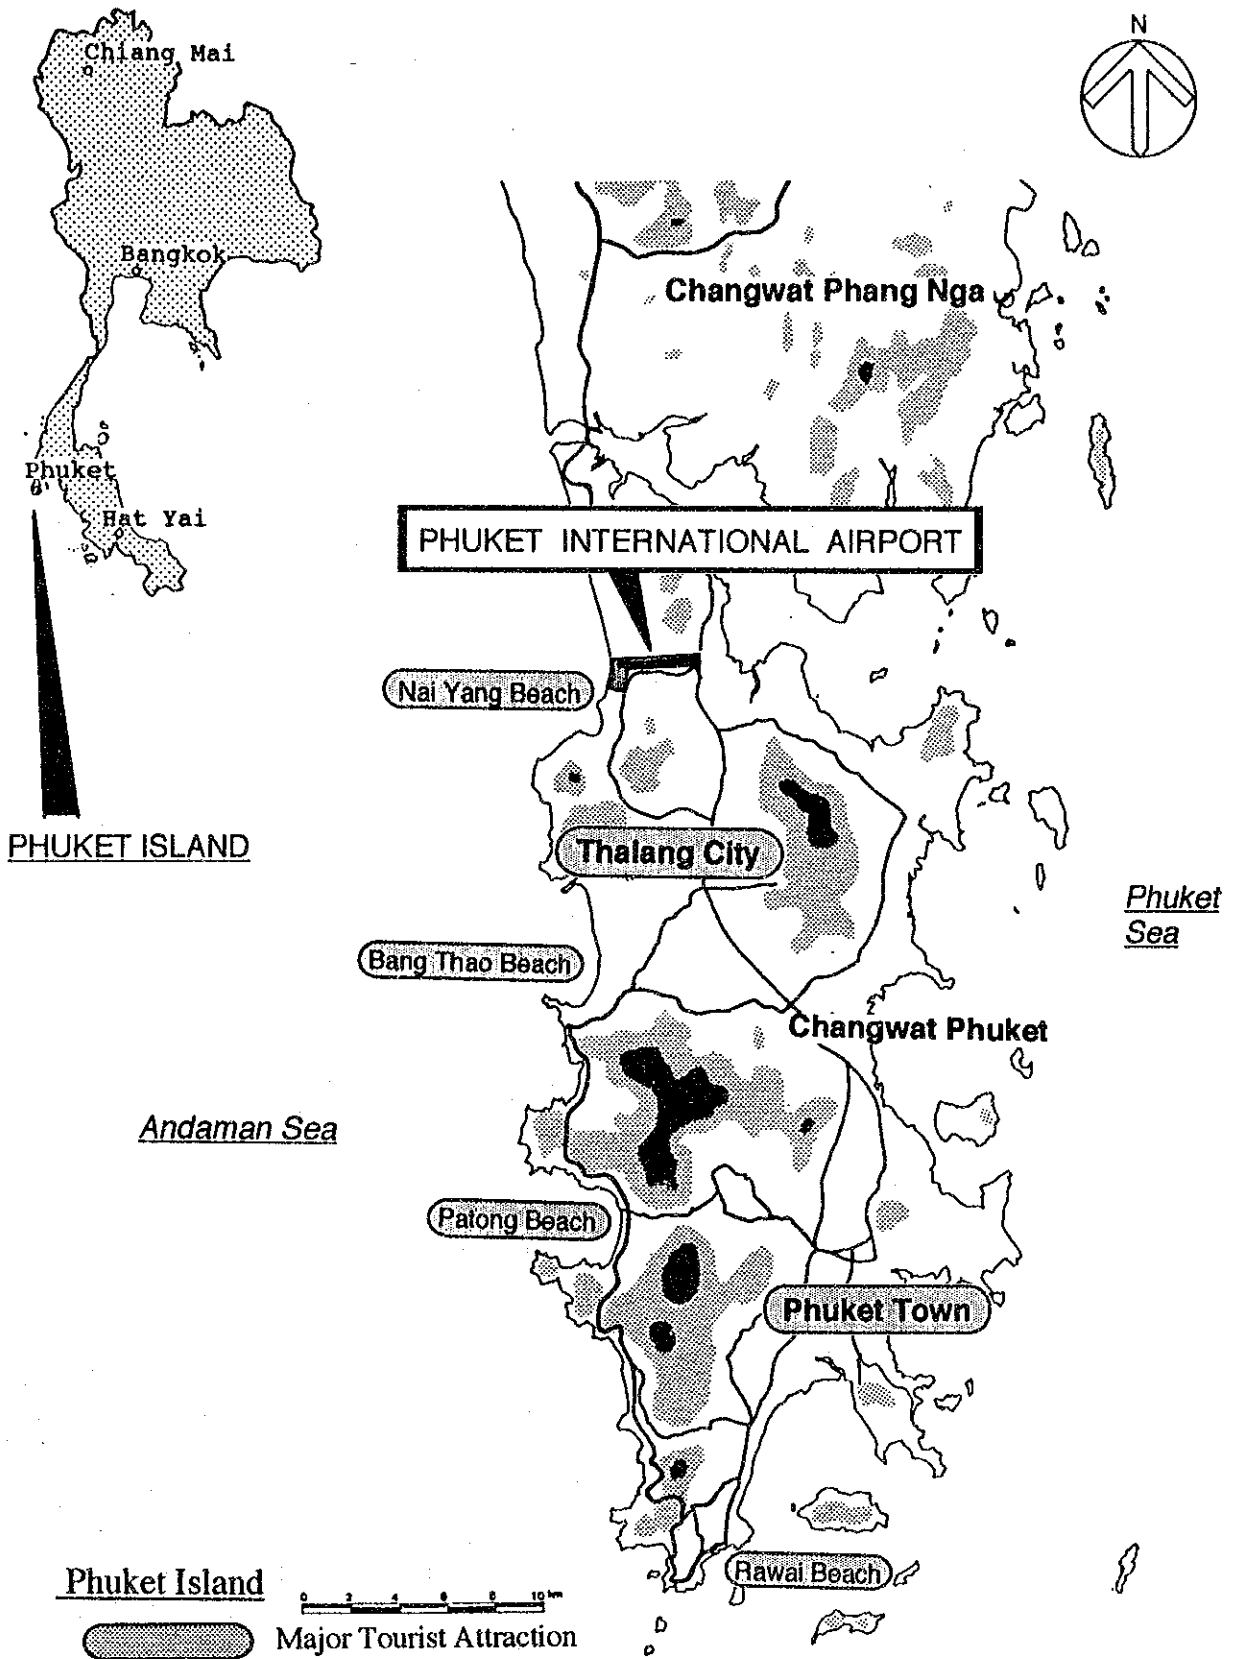 N
Chiang Mai
Bangkok
Phuket
Hat Yai
PHUKET ISLAND
Changwat Phang Nga
PHUKET INTERNATIONAL AIRPORT
Nai Yang Beach
Thalang City
Phuket
Sea
Bang Thao Beach
Changwat Phuket
Andaman Sea
Patong Beach
Phuket Town
Rawai Beach
Phuket Island
0 2 4 6 8 10 km
Major Tourist Attraction